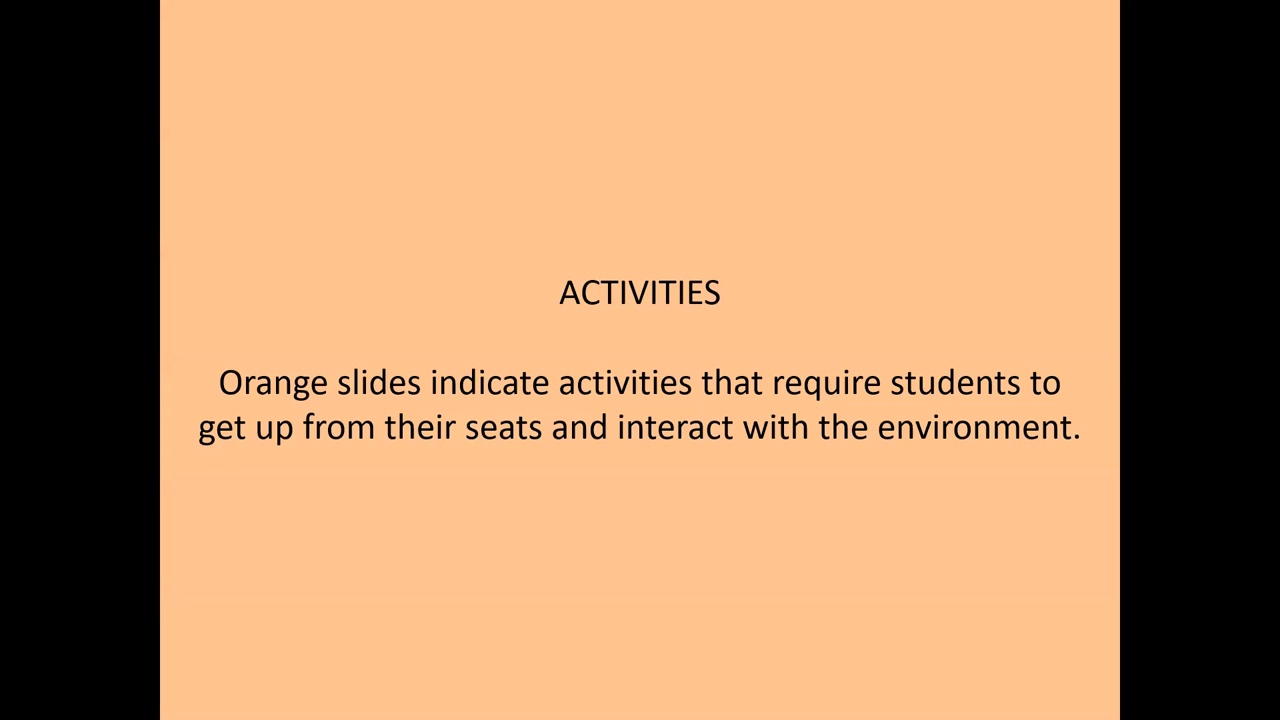 ACTIVITIES
Orange slides indicate activities that require students to
get up from their seats and interact with the environment.